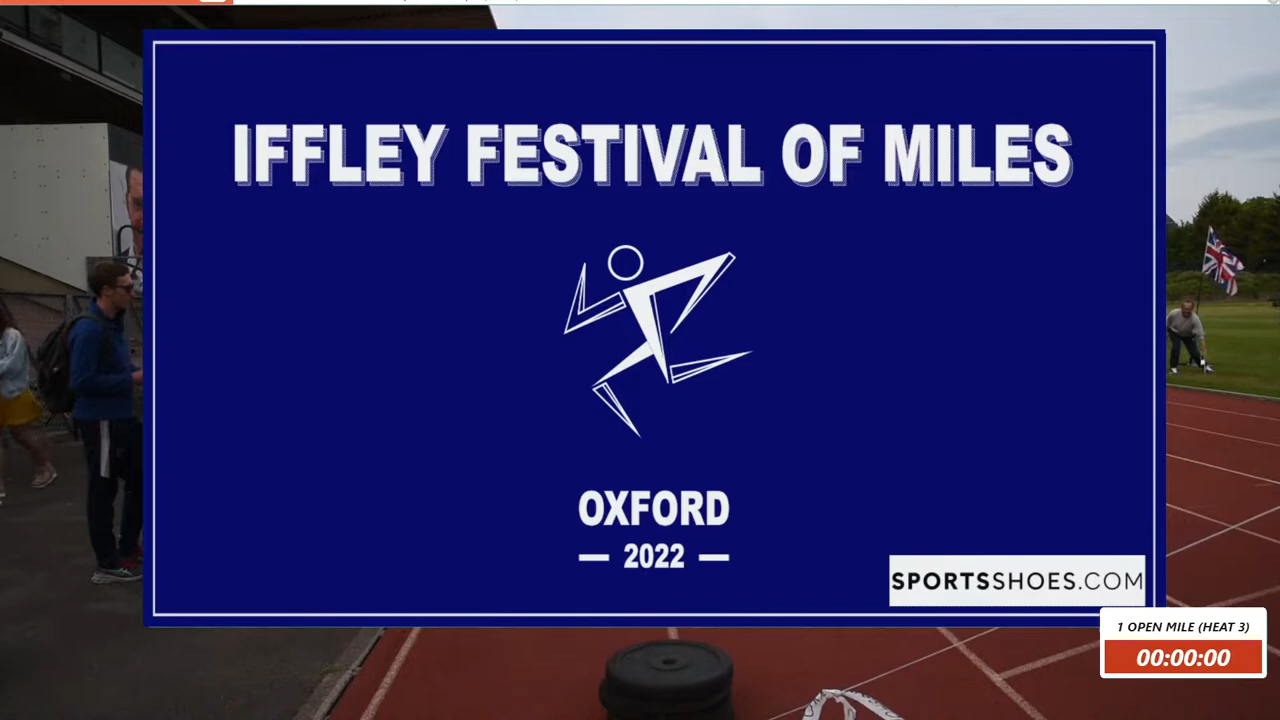 IFFLEY FESTIVAL OF MILES
OXFORD
— 2022 —
SPORTSSHOES.COM
1 OPEN MILE (HEAT 3)
00:00:00